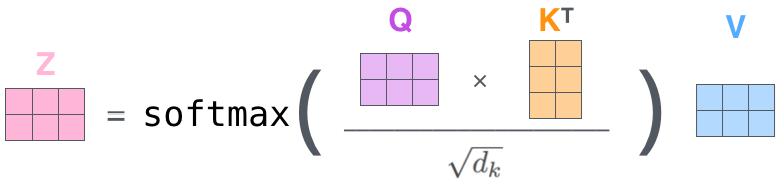 Q
K^T
V
Z
= softmax( × )
√d_k